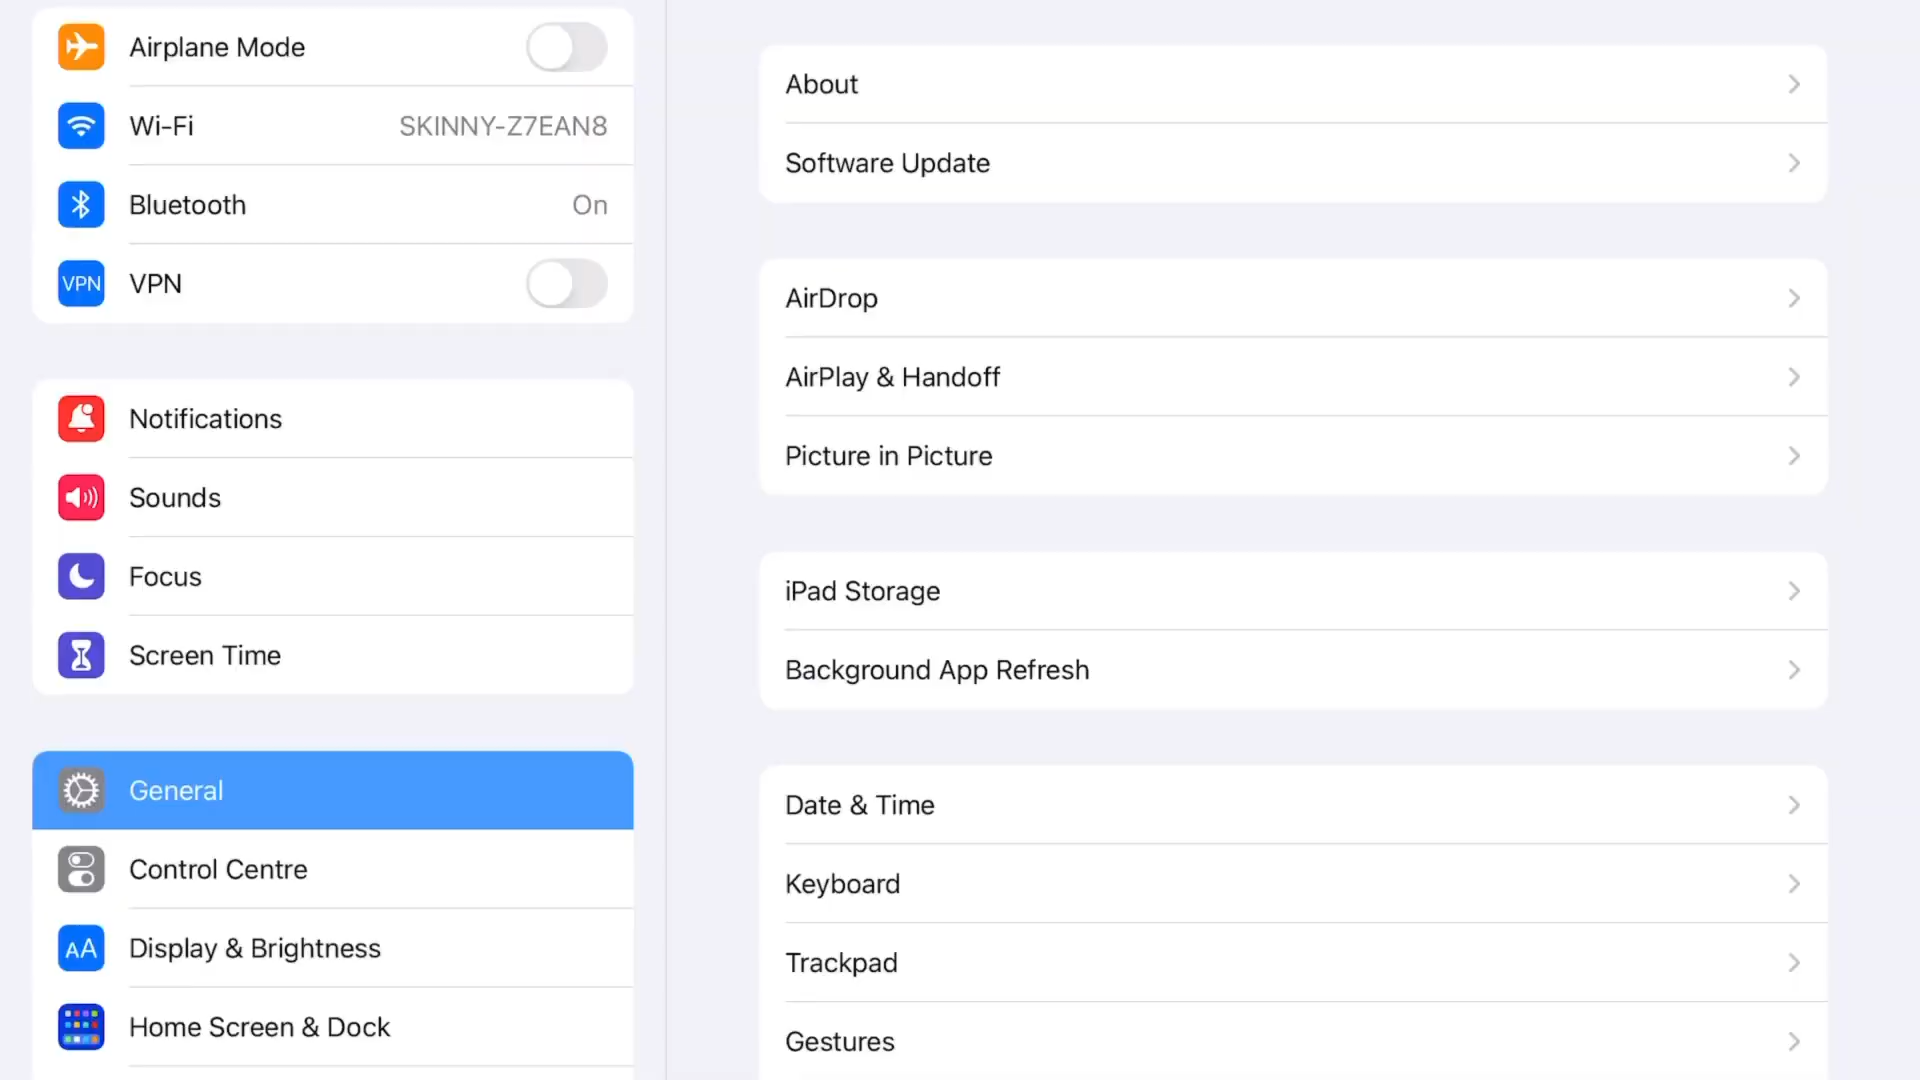 Airplane Mode
Wi-Fi SKINNY-Z7EAN8
Bluetooth On
VPN VPN
Notifications
Sounds
Focus
Screen Time
General
Control Centre
AA Display & Brightness
Home Screen & Dock
About
Software Update
AirDrop
AirPlay & Handoff
Picture in Picture
iPad Storage
Background App Refresh
Date & Time
Keyboard
Trackpad
Gestures